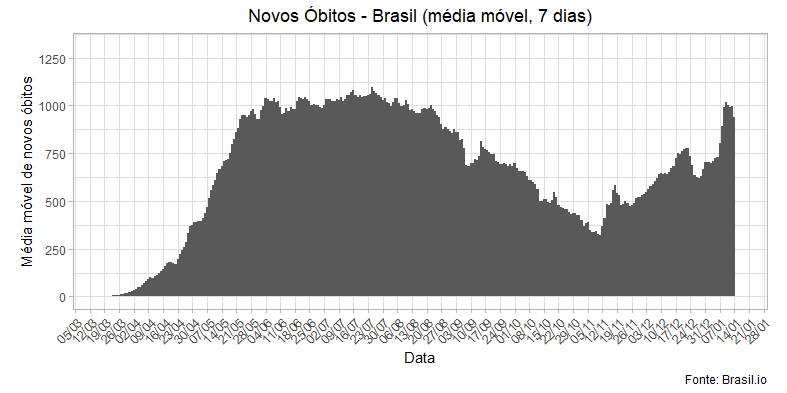 Novos Óbitos - Brasil (média móvel, 7 dias)
Média móvel de novos óbitos
1250
1000
750
500
250
0
05/03 12/03 19/03 26/03 02/04 09/04 16/04 23/04 30/04 07/05 14/05 21/05 28/05 04/06 11/06 18/06 25/06 02/07 09/07 16/07 23/07 30/07 06/08 13/08 20/08 27/08 03/09 10/09 17/09 24/09 01/10 08/10 15/10 22/10 29/10 05/11 12/11 19/11 26/11 03/12 10/12 17/12 24/12 31/12 07/01 14/01 21/01 28/01
Data
Fonte: Brasil.io